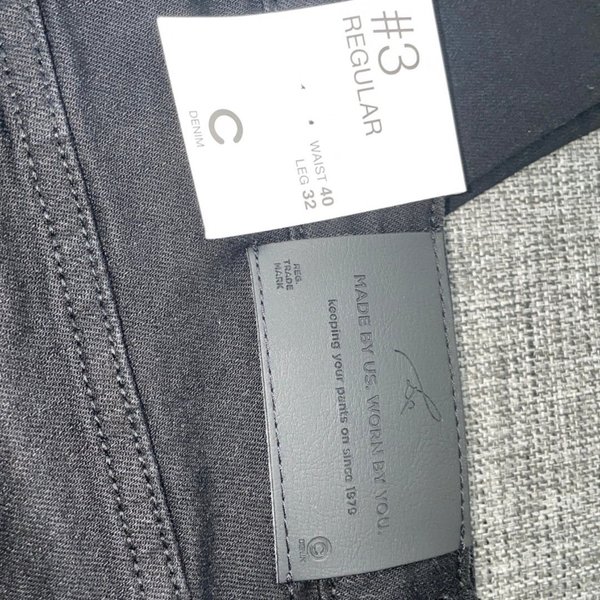 #3
REGULAR
WAIST 40
LEG 32
C
DENIM
MADE BY US. WORN BY YOU.
keeping your pants on since 1979
REG.
TRADE
MARK
C